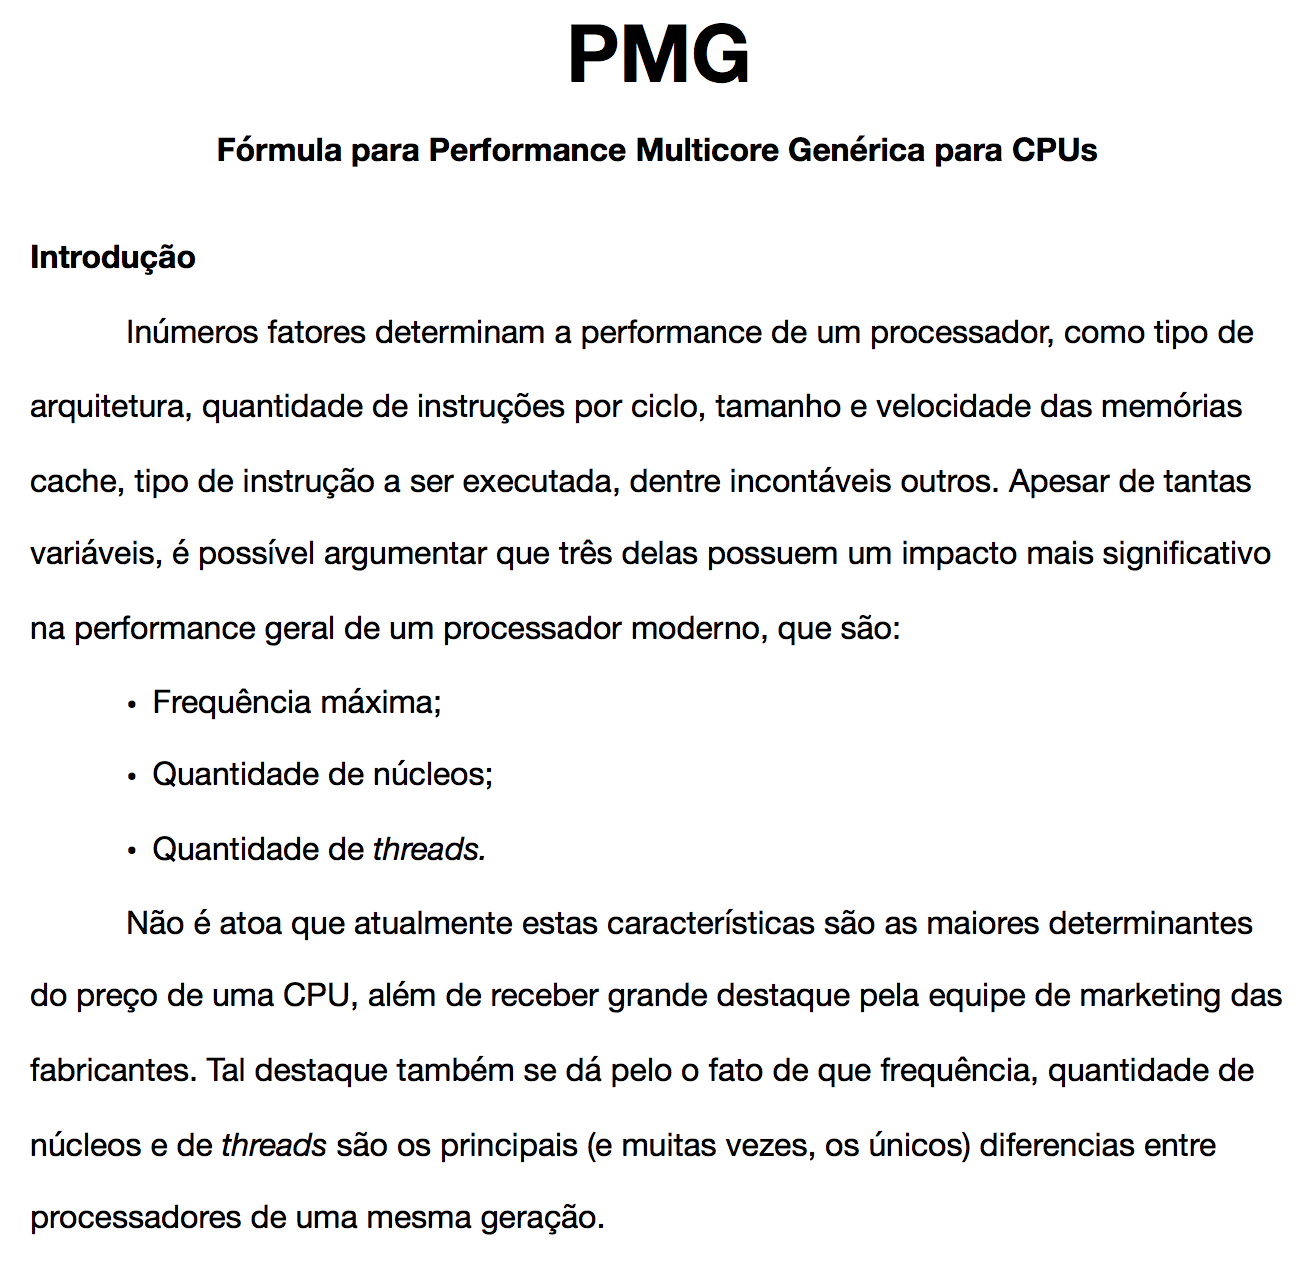 PMG
Fórmula para Performance Multicore Genérica para CPUs
Introdução
Inúmeros fatores determinam a performance de um processador, como tipo de
arquitetura, quantidade de instruções por ciclo, tamanho e velocidade das memórias
cache, tipo de instrução a ser executada, dentre incontáveis outros. Apesar de tantas
variáveis, é possível argumentar que três delas possuem um impacto mais significativo
na performance geral de um processador moderno, que são:
• Frequência máxima;
• Quantidade de núcleos;
• Quantidade de threads.
Não é atoa que atualmente estas características são as maiores determinantes
do preço de uma CPU, além de receber grande destaque pela equipe de marketing das
fabricantes. Tal destaque também se dá pelo o fato de que frequência, quantidade de
núcleos e de threads são os principais (e muitas vezes, os únicos) diferencias entre
processadores de uma mesma geração.